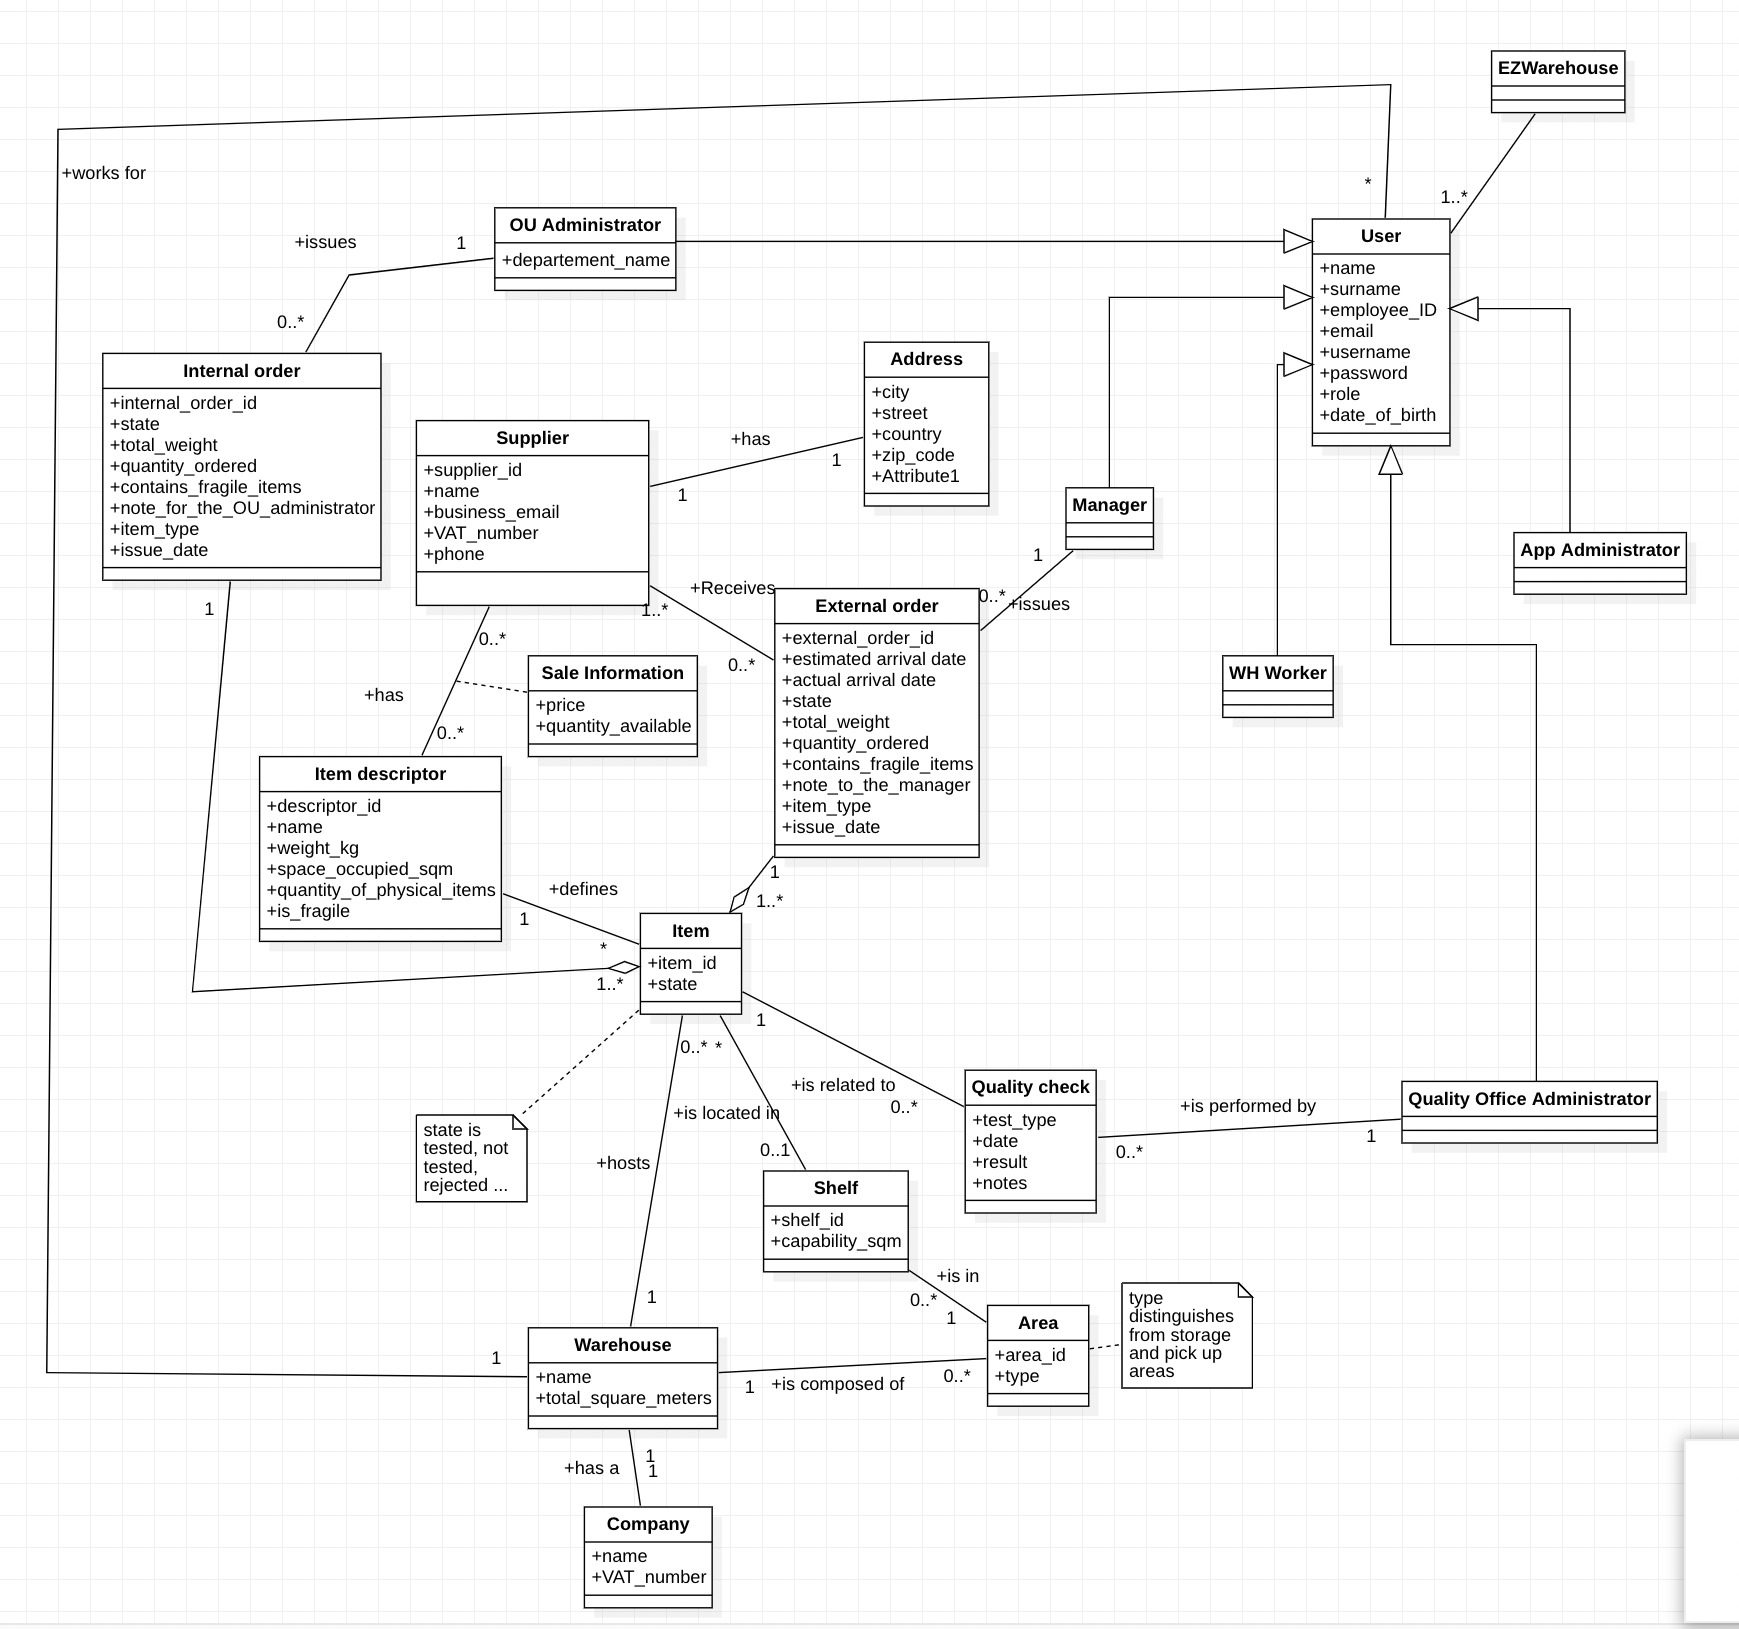 EZWarehouse
1..*
+works for
*
OU Administrator
+departement_name
+issues
1
0..*
User
+name
+surname
+employee_ID
+email
+username
+password
+role
+date_of_birth
Internal order
+internal_order_id
+state
+total_weight
+quantity_ordered
+contains_fragile_items
+note_for_the_OU_administrator
+item_type
+issue_date
1
Supplier
+supplier_id
+name
+business_email
+VAT_number
+phone
+has
1
1
Address
+city
+street
+country
+zip_code
+Attribute1
Manager
1
0..*
+issues
App Administrator
+Receives
1..*
0..*
External order
+external_order_id
+estimated arrival date
+actual arrival date
+state
+total_weight
+quantity_ordered
+contains_fragile_items
+note_to_the_manager
+item_type
+issue_date
WH Worker
0..*
+has
0..*
Sale Information
+price
+quantity_available
Item descriptor
+descriptor_id
+name
+weight_kg
+space_occupied_sqm
+quantity_of_physical_items
+is_fragile
+defines
1
*
1
1..*
1..*
Item
+item_id
+state
1
0..*
*
+is related to
0..*
+is located in
0..1
+hosts
1
state is
tested, not
tested,
rejected ...
Quality check
+test_type
+date
+result
+notes
+is performed by
0..*
1
Quality Office Administrator
Shelf
+shelf_id
+capability_sqm
+is in
0..*
1
Area
+area_id
+type
type
distinguishes
from storage
and pick up
areas
1
Warehouse
+name
+total_square_meters
1
+is composed of
0..*
+has a
1
1
Company
+name
+VAT_number